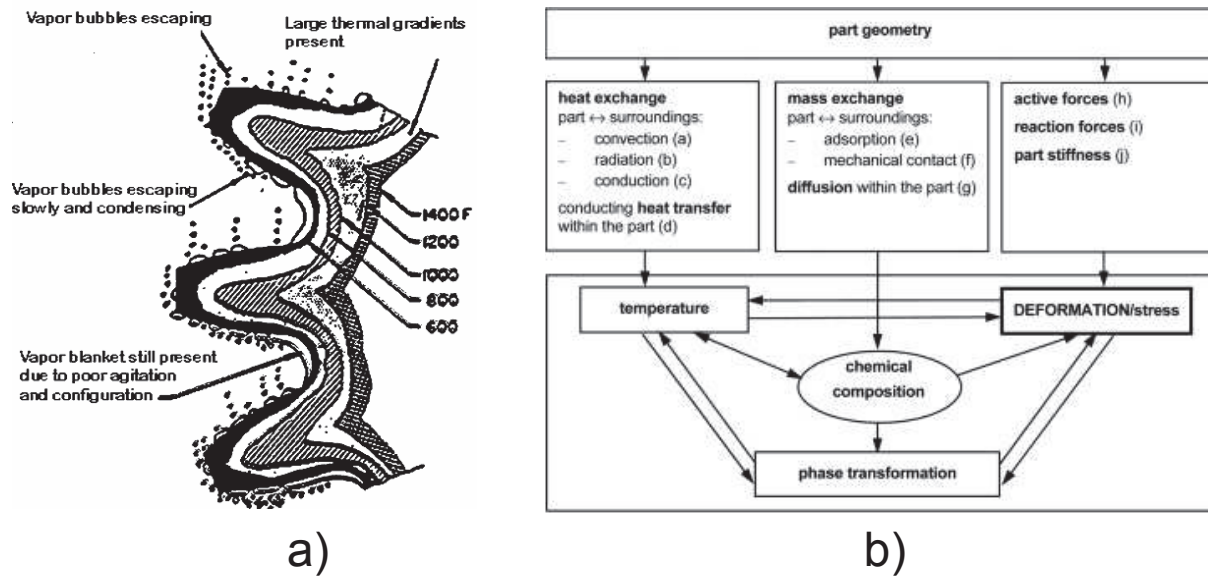 Vapor bubbles escaping
Large thermal gradients
present
Vapor bubbles escaping
slowly and condensing
1400 F
1200
1000
800
600
Vapor blanket still present
due to poor agitation
and configuration
a)
part geometry
heat exchange
part ↔ surroundings:
– convection (a)
– radiation (b)
– conduction (c)
conducting heat transfer
within the part (d)
mass exchange
part ↔ surroundings:
– adsorption (e)
– mechanical contact (f)
diffusion within the part (g)
active forces (h)
reaction forces (i)
part stiffness (j)
temperature
DEFORMATION/stress
chemical
composition
phase transformation
b)